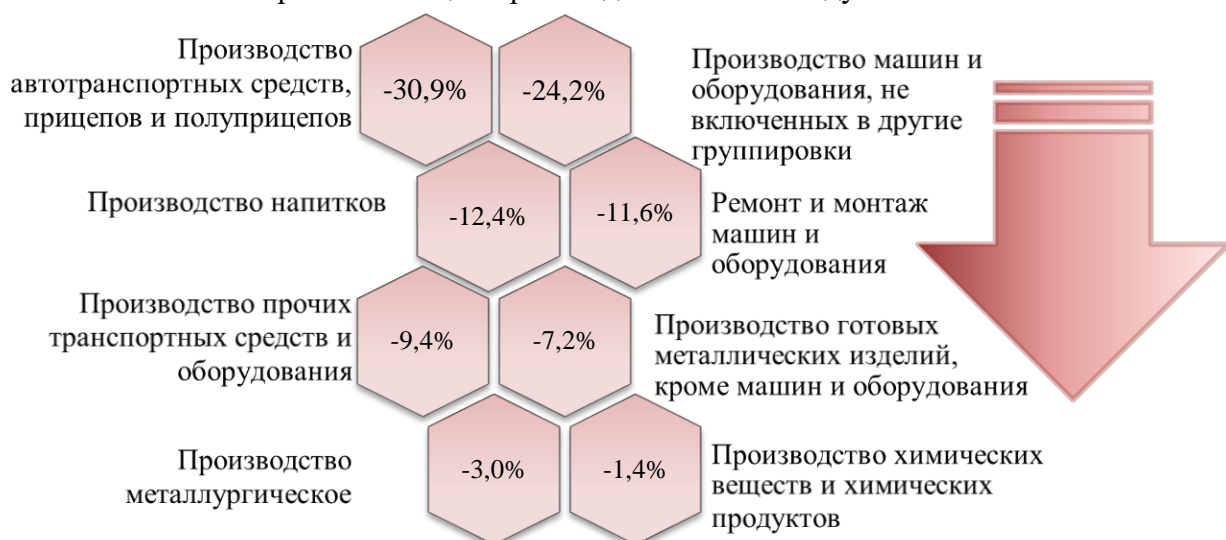 Производство
автотранспортных средств,
прицепов и полуприцепов
-30,9%
-24,2%
Производство машин и
оборудования, не
включенных в другие
группировки
Производство напитков
-12,4%
-11,6%
Ремонт и монтаж
машин и
оборудования
Производство прочих
транспортных средств и
оборудования
-9,4%
-7,2%
Производство готовых
металлических изделий,
кроме машин и оборудования
Производство
металлургическое
-3,0%
-1,4%
Производство химических
веществ и химических
продуктов